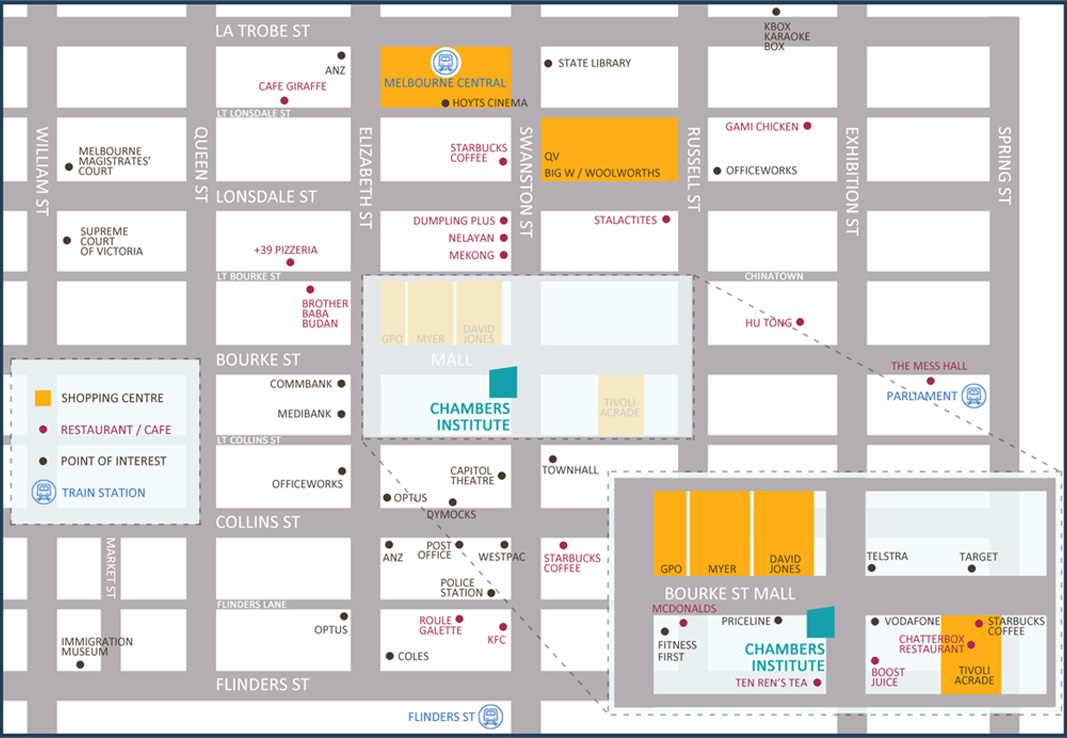 LA TROBE ST
KBOX
KARAOKE
BOX
ANZ
CAFE GIRAFFE
MELBOURNE CENTRAL
HOYTS CINEMA
STATE LIBRARY
LT LONSDALE ST
WILLIAM ST
QUEEN ST
ELIZABETH ST
SWANSTON ST
RUSSELL ST
EXHIBITION ST
SPRING ST
MELBOURNE
MAGISTRATES'
COURT
STARBUCKS
COFFEE
QV
BIG W / WOOLWORTHS
GAMI CHICKEN
OFFICEWORKS
LONSDALE ST
SUPREME
COURT
OF VICTORIA
+39 PIZZERIA
DUMPLING PLUS
NELAYAN
MEKONG
STALACTITES
LT BOURKE ST
CHINATOWN
BROTHER
BABA
BUDAN
GPO
MYER
DAVID
JONES
HU TONG
BOURKE ST
MALL
COMMBANK
MEDIBANK
CHAMBERS
INSTITUTE
TIVOLI
ACRADE
THE MESS HALL
PARLIAMENT
SHOPPING CENTRE
RESTAURANT / CAFE
POINT OF INTEREST
TRAIN STATION
LT COLLINS ST
OFFICEWORKS
CAPITOL
THEATRE
OPTUS
DYMOCKS
TOWNHALL
COLLINS ST
MARKET ST
ANZ
POST
OFFICE
WESTPAC
STARBUCKS
COFFEE
POLICE
STATION
FLINDERS LANE
OPTUS
ROULE
GALETTE
KFC
COLES
IMMIGRATION
MUSEUM
FLINDERS ST
FLINDERS ST
GPO
MYER
DAVID
JONES
TELSTRA
TARGET
BOURKE ST MALL
MCDONALDS
PRICELINE
FITNESS
FIRST
CHAMBERS
INSTITUTE
TEN REN'S TEA
VODAFONE
STARBUCKS
COFFEE
CHATTERBOX
RESTAURANT
BOOST
JUICE
TIVOLI
ACRADE